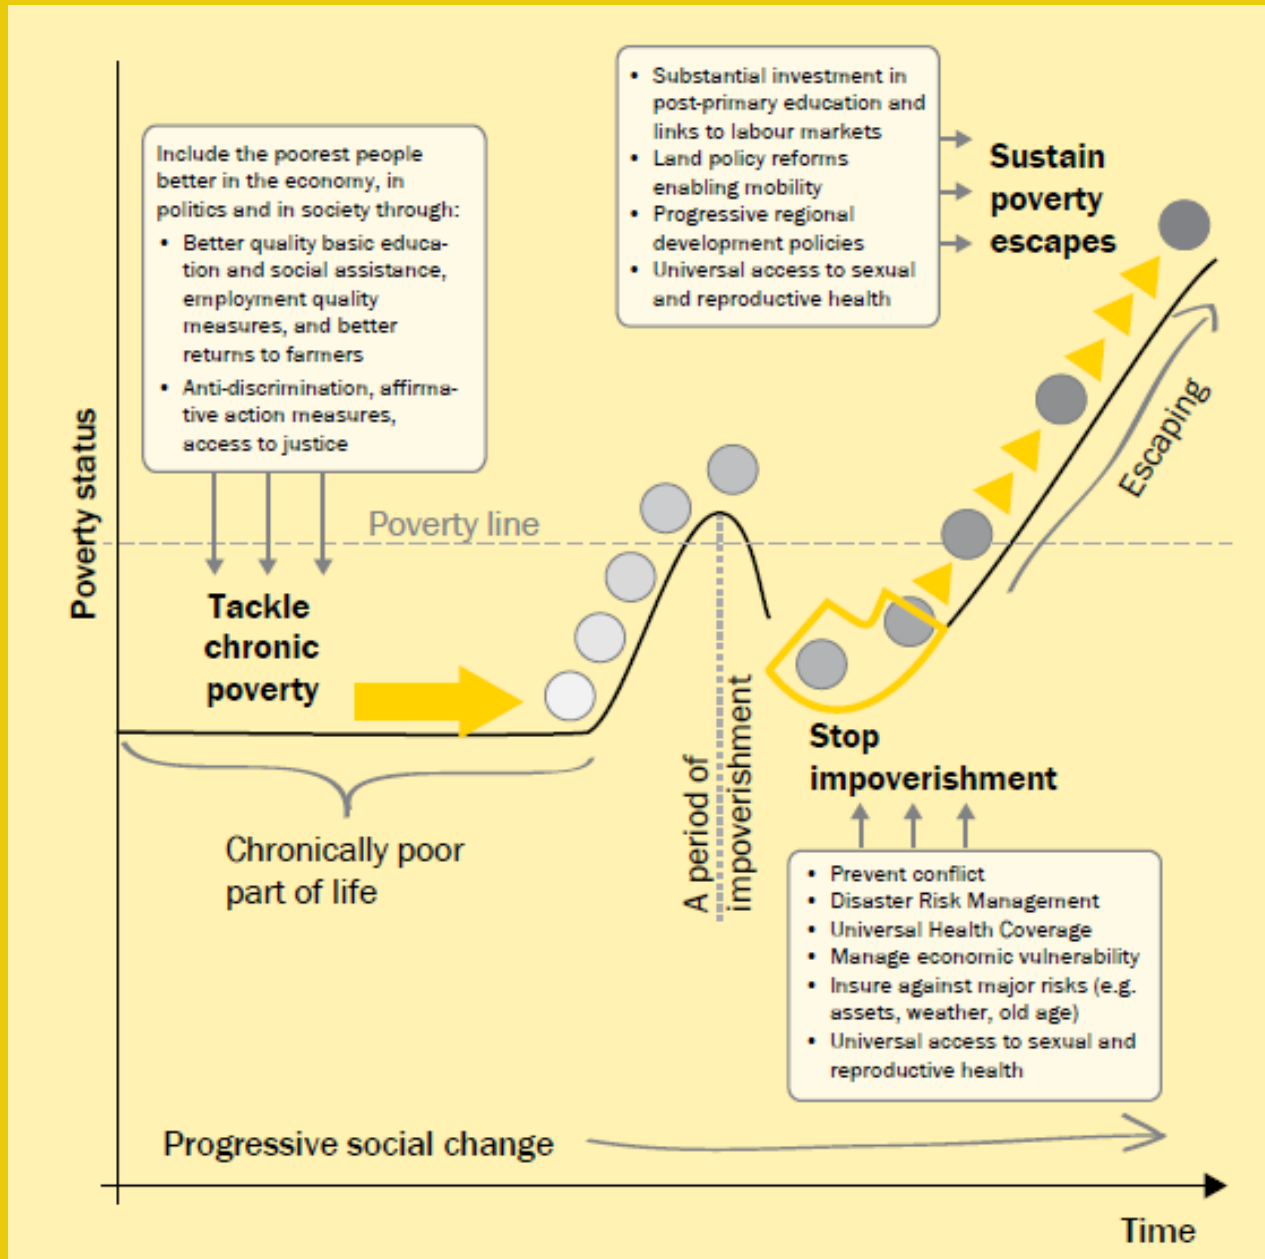 • Substantial investment in
post-primary education and
links to labour markets
• Land policy reforms
enabling mobility
• Progressive regional
development policies
• Universal access to sexual
and reproductive health
Sustain
poverty
escapes
Include the poorest people
better in the economy, in
politics and in society through:
• Better quality basic educa-
tion and social assistance,
employment quality
measures, and better
returns to farmers
• Anti-discrimination, affirma-
tive action measures,
access to justice
Poverty status
Poverty line
Escaping
Tackle
chronic
poverty
A period of
impoverishment
Stop
impoverishment
Chronically poor
part of life
• Prevent conflict
• Disaster Risk Management
• Universal Health Coverage
• Manage economic vulnerability
• Insure against major risks (e.g.
assets, weather, old age)
• Universal access to sexual and
reproductive health
Progressive social change
Time